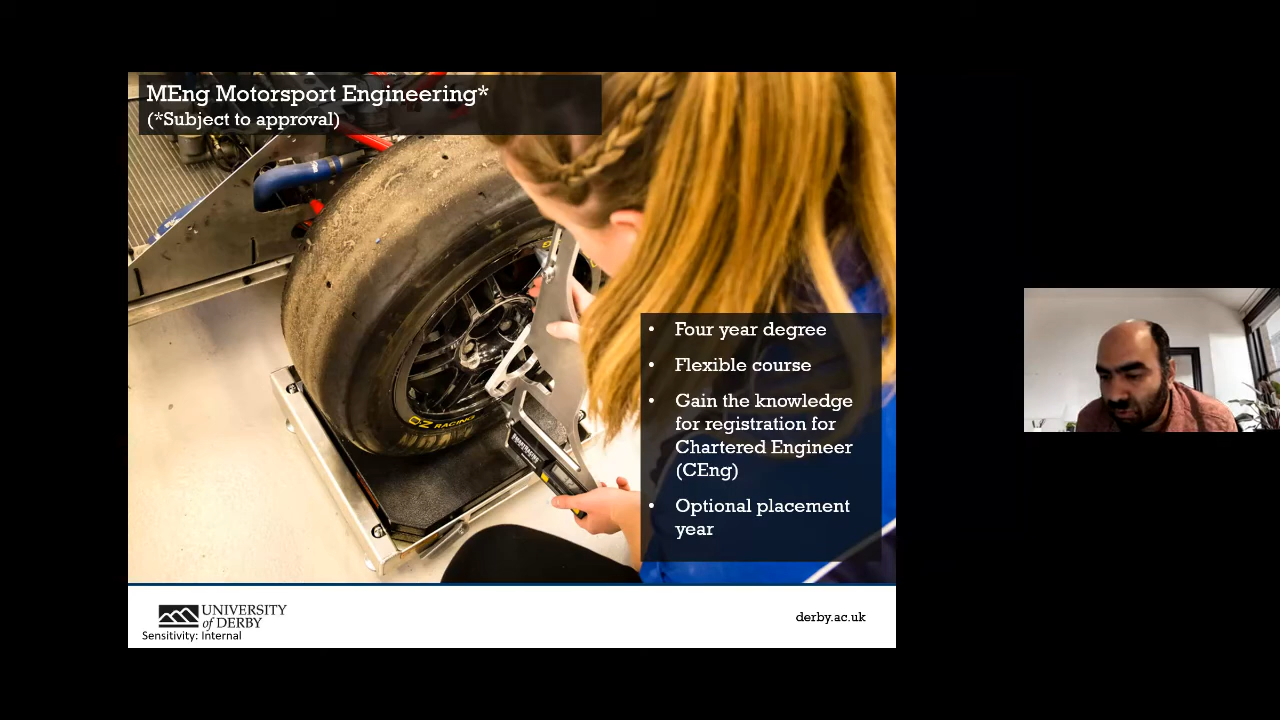 MEng Motorsport Engineering*
(*Subject to approval)
OZ RACING
• Four year degree
• Flexible course
• Gain the knowledge
for registration for
Chartered Engineer
(CEng)
• Optional placement
year
UNIVERSITY
of DERBY
Sensitivity: Internal
derby.ac.uk